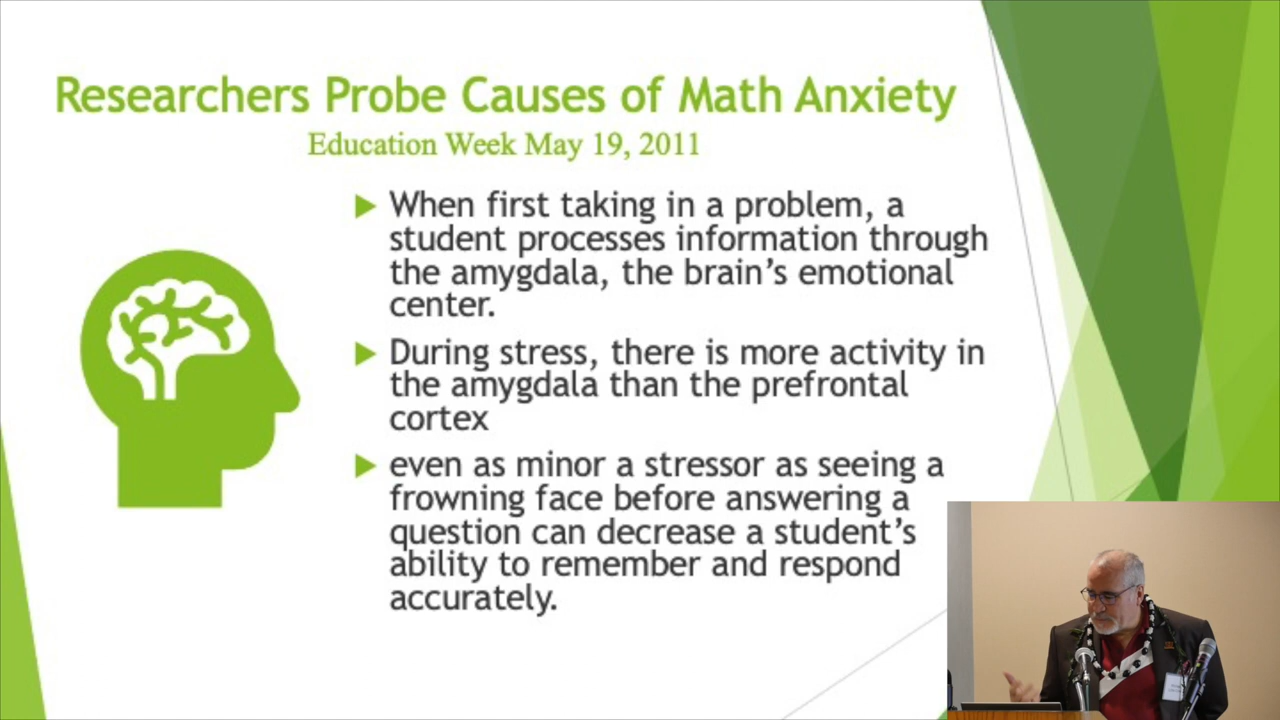 Researchers Probe Causes of Math Anxiety
Education Week May 19, 2011
When first taking in a problem, a
student processes information through
the amygdala, the brain's emotional
center.
During stress, there is more activity in
the amygdala than the prefrontal
cortex
even as minor a stressor as seeing a
frowning face before answering a
question can decrease a student's
ability to remember and respond
accurately.